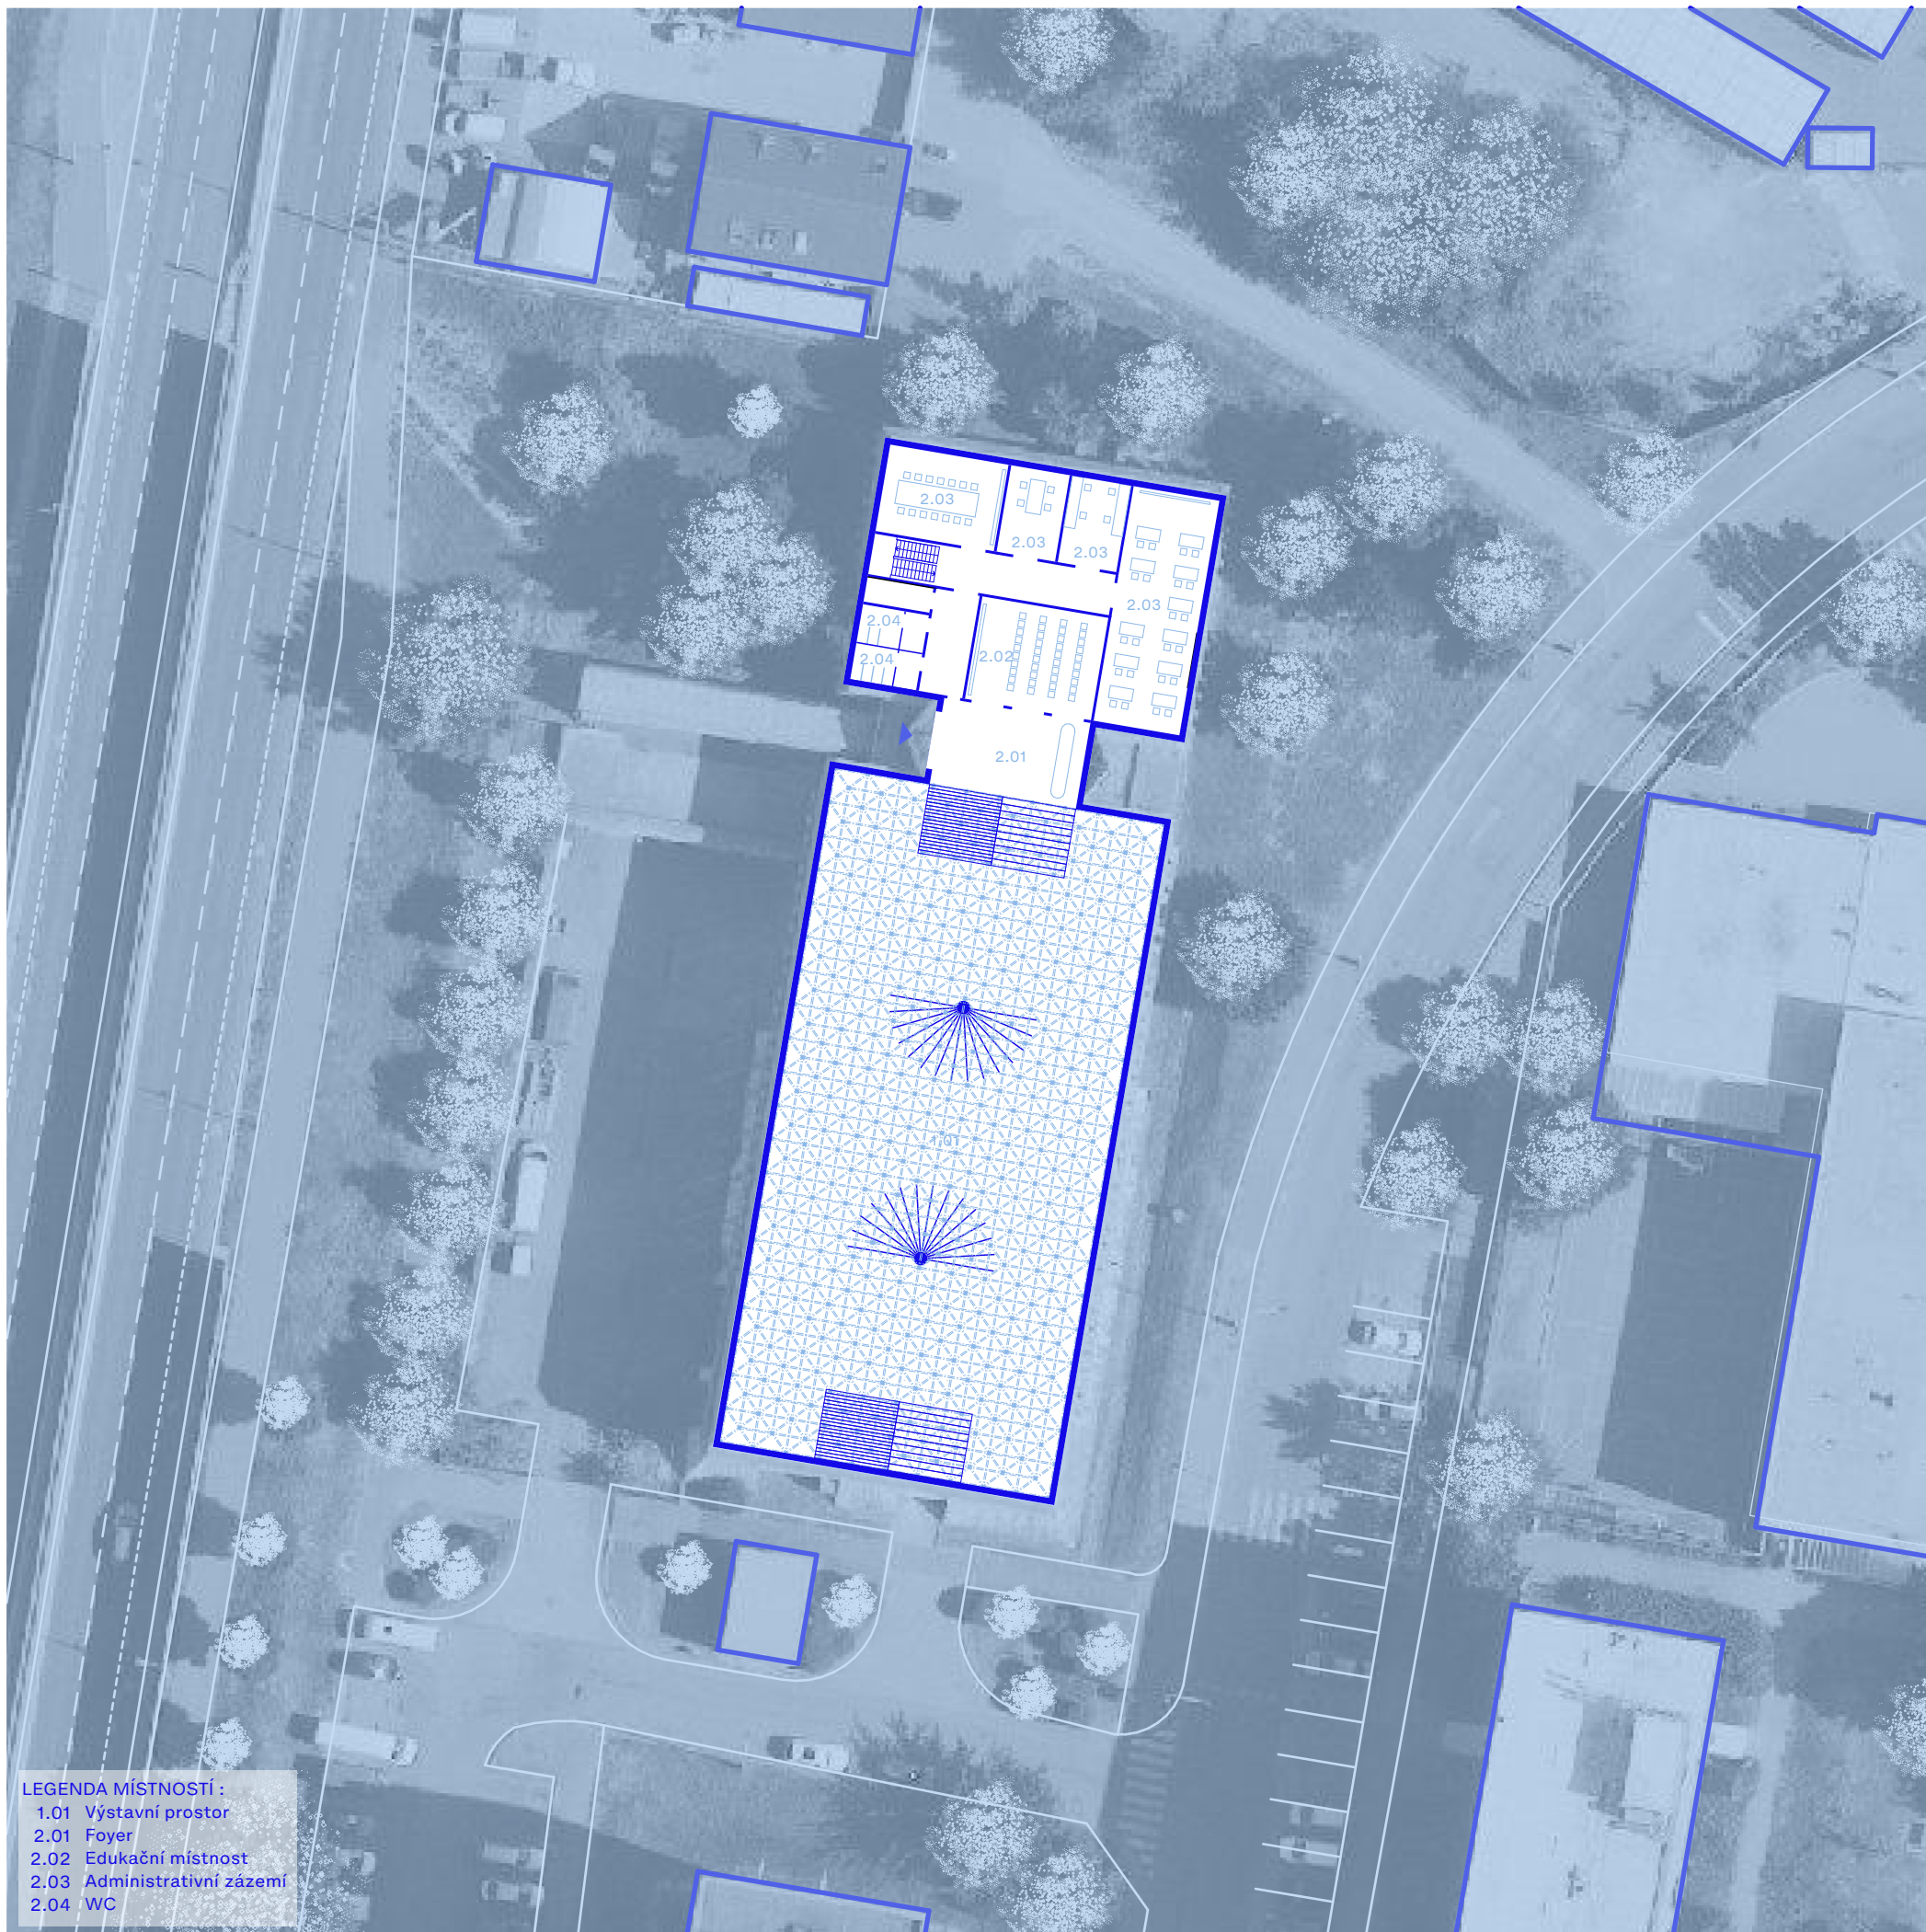 2.03
2.03
2.03
2.03
2.04
2.04
2.02
2.01
1.01
LEGENDA MÍSTNOSTÍ :
1.01 Výstavní prostor
2.01 Foyer
2.02 Edukační místnost
2.03 Administrativní zázemí
2.04 WC